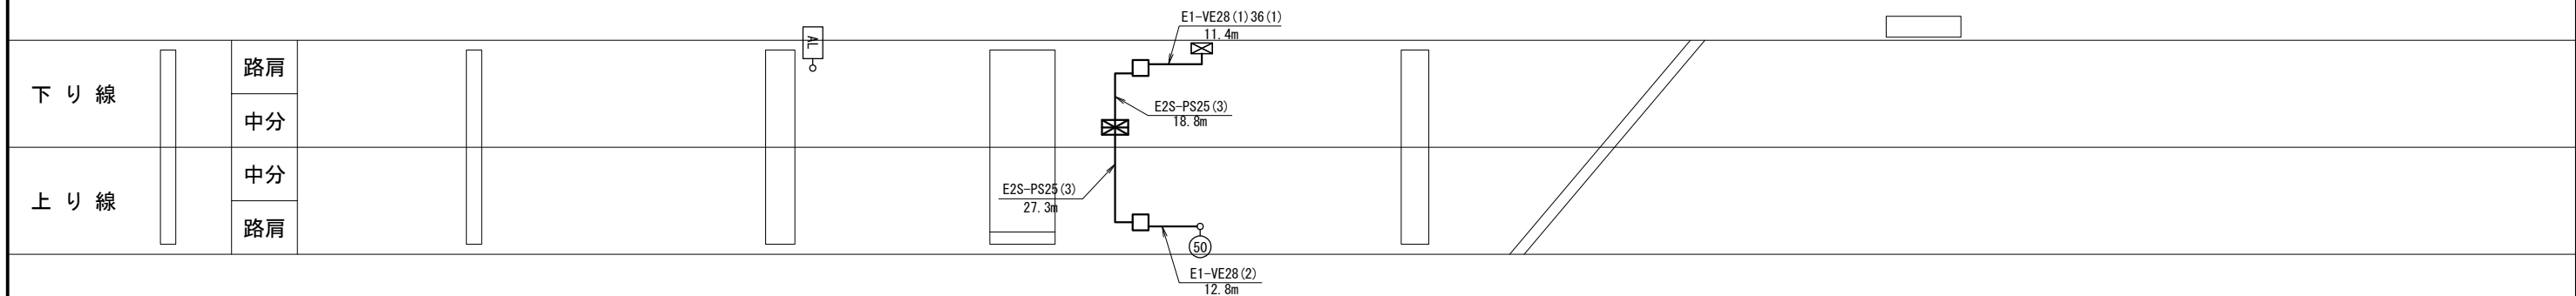 E1-VE28(1)36(1)
11.4m
AL
下り線
路肩
中分
E2S-PS25(3)
18.8m
上り線
中分
路肩
E2S-PS25(3)
27.3m
50
E1-VE28(2)
12.8m